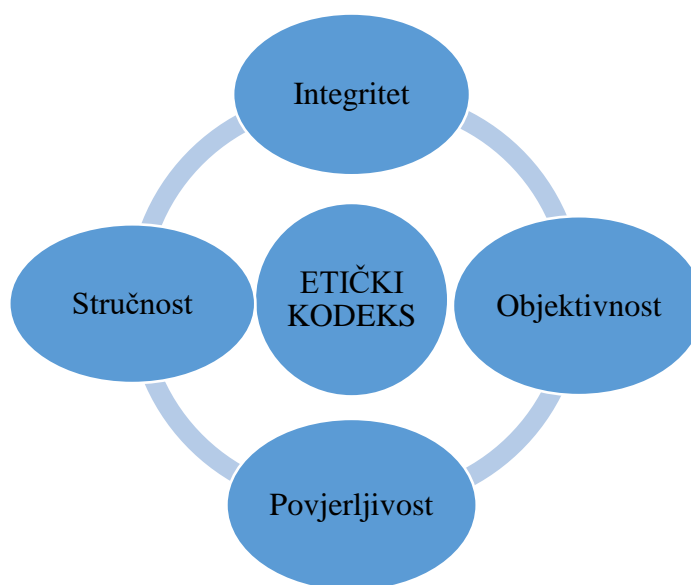 Integritet
Stručnost
ETIČKI
KODEKS
Objektivnost
Povjerljivost